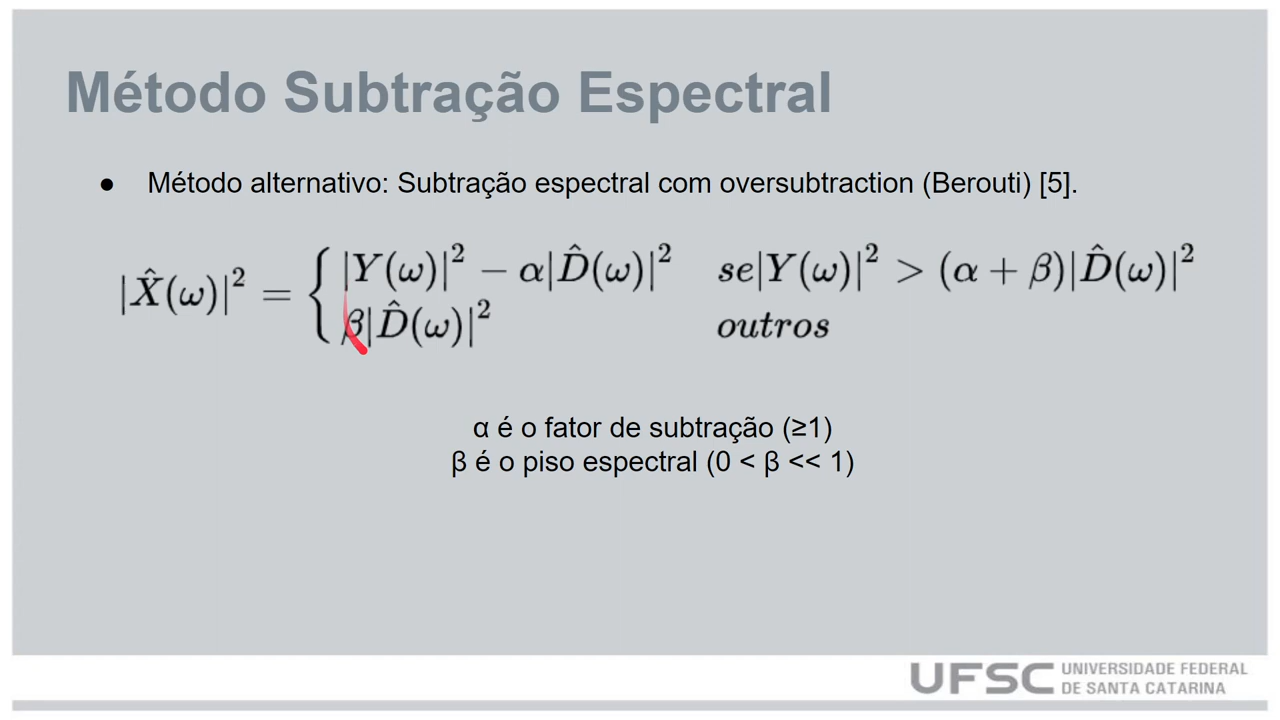 Método Subtração Espectral
● Método alternativo: Subtração espectral com oversubtraction (Berouti) [5].
|X̂(ω)|² = { |Y(ω)|² − α|D̂(ω)|² se|Y(ω)|² > (α + β)|D̂(ω)|²
β|D̂(ω)|² outros
α é o fator de subtração (≥1)
β é o piso espectral (0 < β << 1)
UFSC UNIVERSIDADE FEDERAL
DE SANTA CATARINA